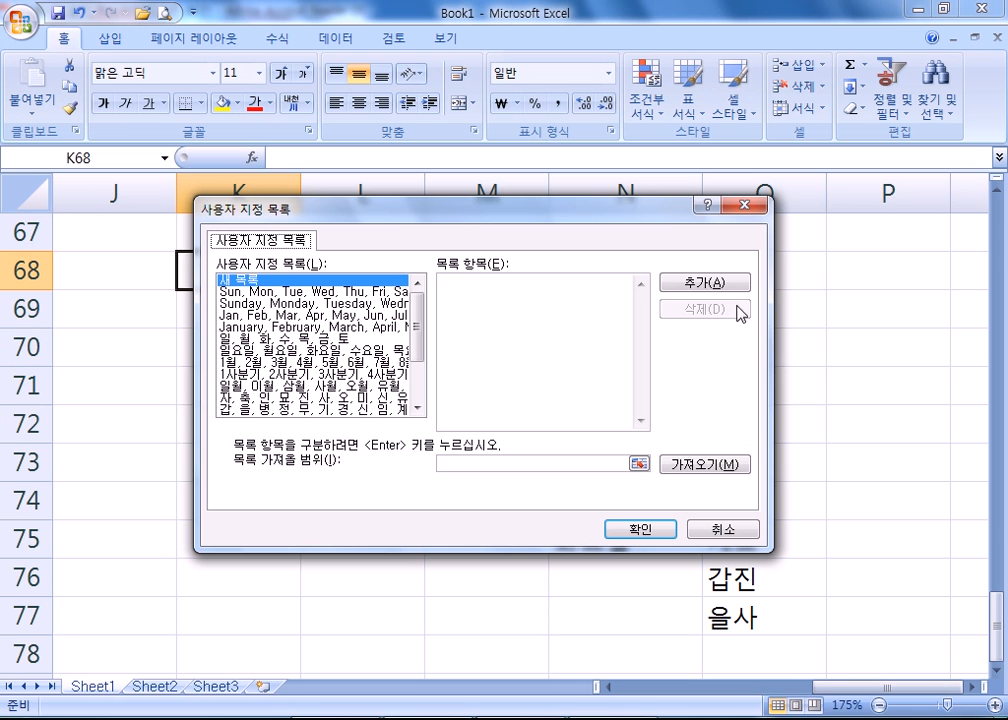 Book1 - Microsoft Excel
홈 삽입 페이지 레이아웃 수식 데이터 검토 보기
붙여넣기
클립보드
맑은 고딕 11
가 가 가 가 가 내천
글꼴
맞춤
일반
₩ % ,
표시 형식
조건부 서식 표 서식 셀 스타일
스타일
삽입
삭제
서식
셀
Σ
정렬 및 필터 찾기 및 선택
편집
K68
fx
J K L M N O P
67
68
69
70
71
72
73
74
75
76
77
78
사용자 지정 목록
사용자 지정 목록
사용자 지정 목록(L):
목록 항목(E):
새 목록
Sun, Mon, Tue, Wed, Thu, Fri, Sa
Sunday, Monday, Tuesday, Wedr
Jan, Feb, Mar, Apr, May, Jun, Jul
January, February, March, April, M
일, 월, 화, 수, 목, 금, 토
일요일, 월요일, 화요일, 수요일, 목요
1월, 2월, 3월, 4월, 5월, 6월, 7월, 8월
1사분기, 2사분기, 3사분기, 4사분기
일월, 이월, 삼월, 사월, 오월, 유월,
자, 축, 인, 묘, 진, 사, 오, 미, 신, 유
갑, 을, 병, 정, 무, 기, 경, 신, 임, 계
추가(A)
삭제(D)
목록 항목을 구분하려면 <Enter> 키를 누르십시오.
목록 가져올 범위(I):
가져오기(M)
확인
취소
갑진
을사
Sheet1 Sheet2 Sheet3
준비
175%